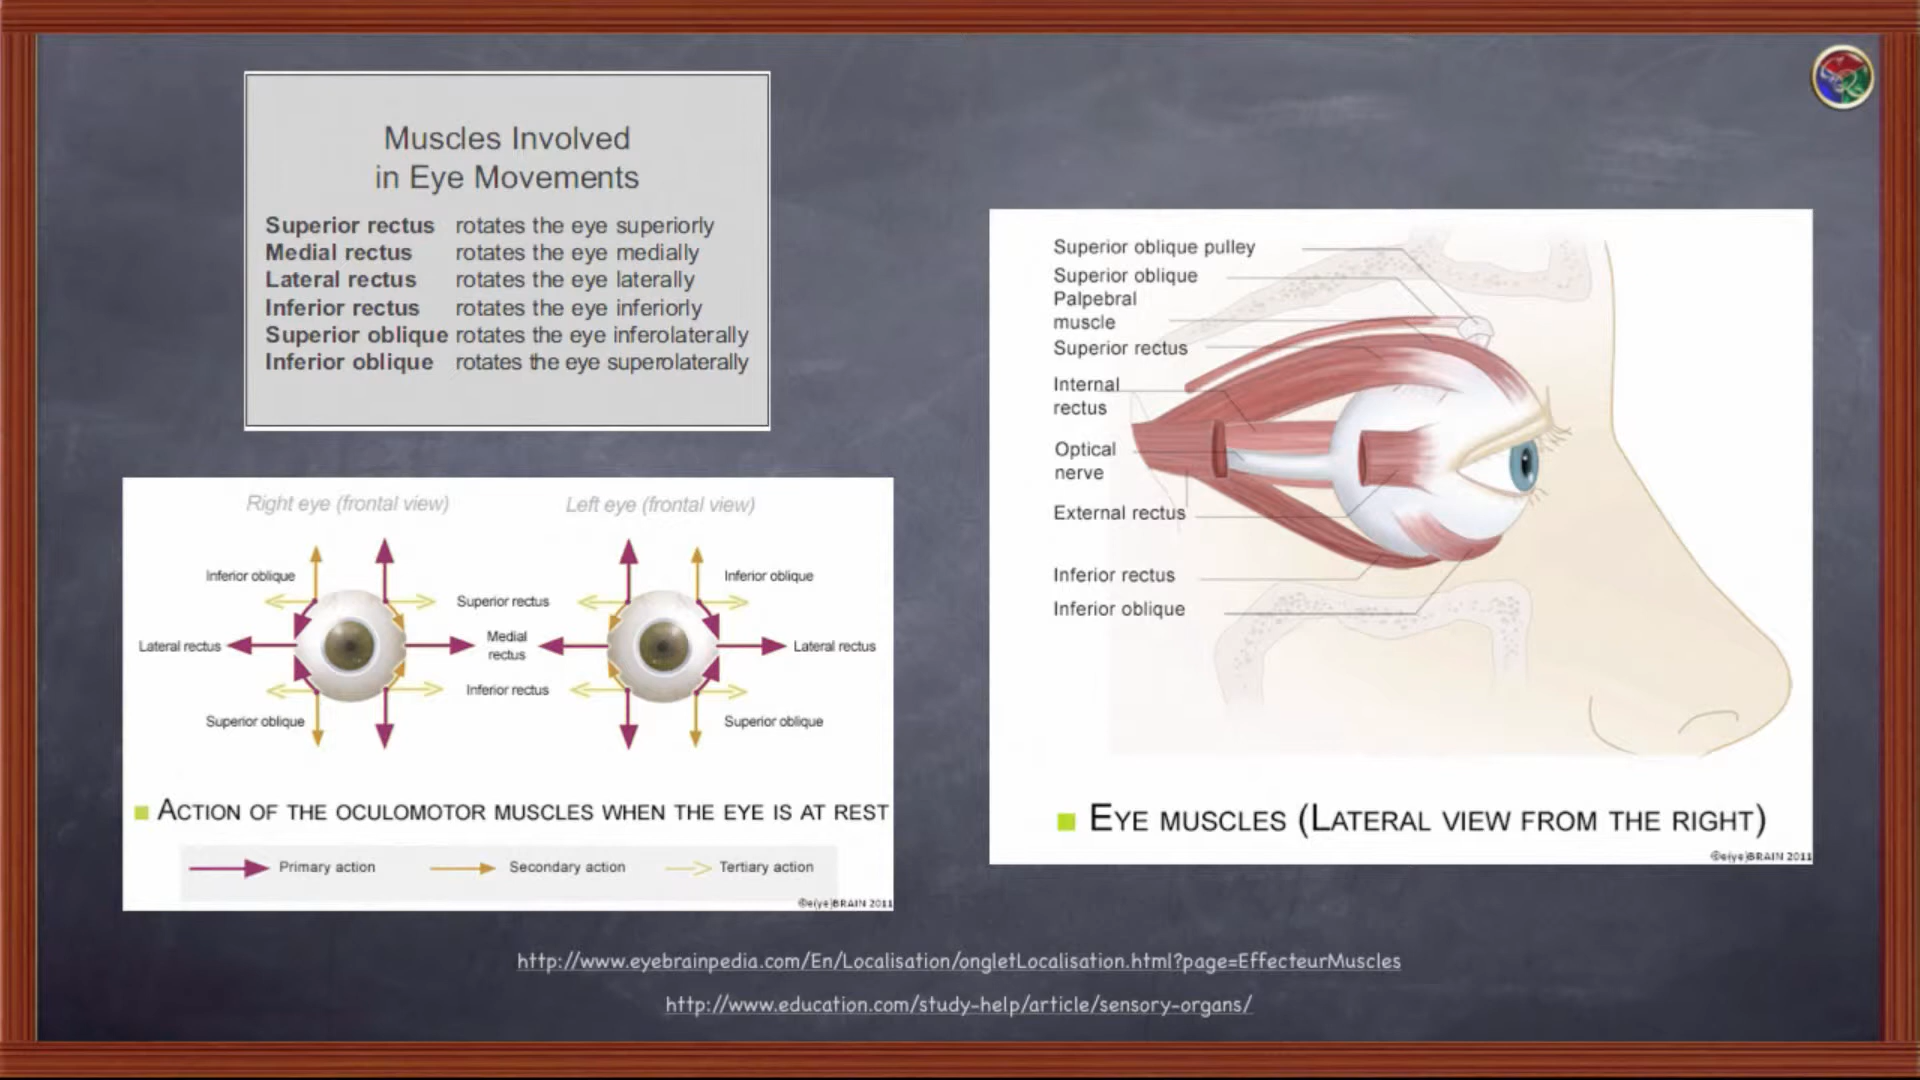 Muscles Involved
in Eye Movements
Superior rectus rotates the eye superiorly
Medial rectus rotates the eye medially
Lateral rectus rotates the eye laterally
Inferior rectus rotates the eye inferiorly
Superior oblique rotates the eye inferolaterally
Inferior oblique rotates the eye superolaterally
Right eye (frontal view) Left eye (frontal view)
Inferior oblique Inferior oblique
Superior rectus
Lateral rectus Medial rectus Lateral rectus
Inferior rectus
Superior oblique Superior oblique
ACTION OF THE OCULOMOTOR MUSCLES WHEN THE EYE IS AT REST
Primary action Secondary action Tertiary action
©e(ye)BRAIN 2011
Superior oblique pulley
Superior oblique
Palpebral
muscle
Superior rectus
Internal
rectus
Optical
nerve
External rectus
Inferior rectus
Inferior oblique
EYE MUSCLES (LATERAL VIEW FROM THE RIGHT)
©e(ye)BRAIN 2011
http://www.eyebrainpedia.com/En/Localisation/ongletLocalisation.html?page=EffecteurMuscles
http://www.education.com/study-help/article/sensory-organs/